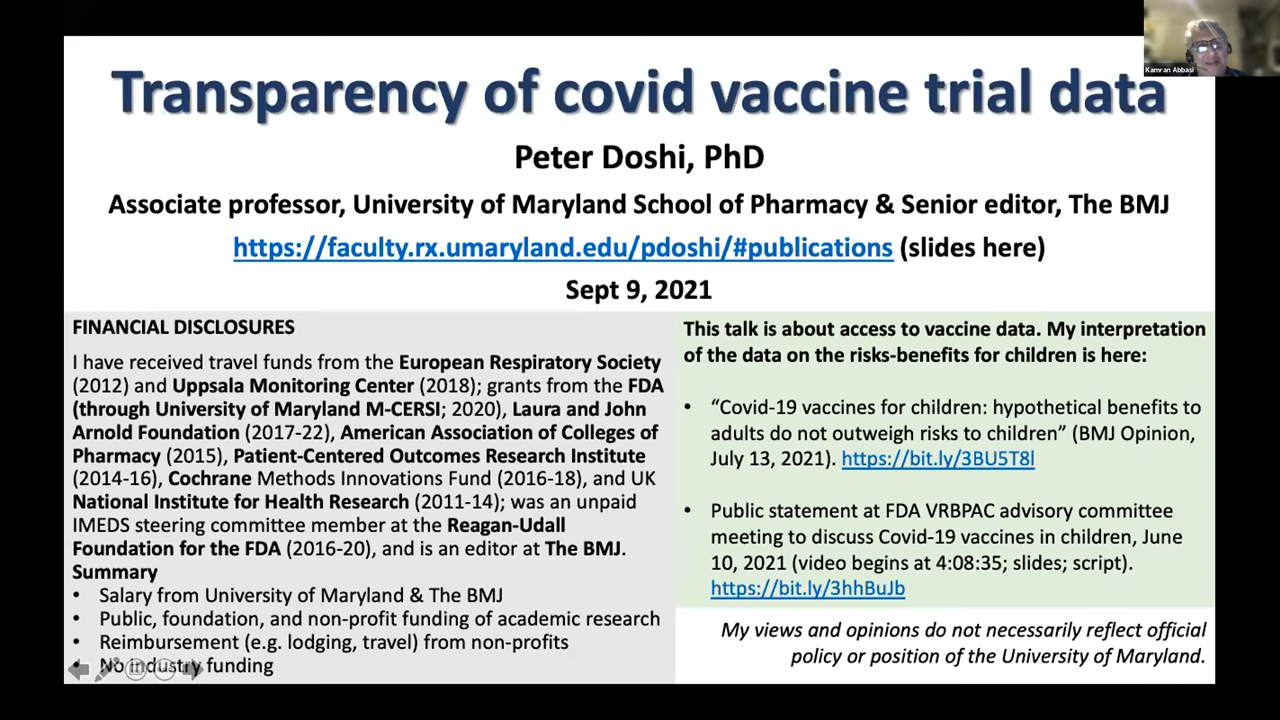 Kamran Abbasi
Transparency of covid vaccine trial data
Peter Doshi, PhD
Associate professor, University of Maryland School of Pharmacy & Senior editor, The BMJ
https://faculty.rx.umaryland.edu/pdoshi/#publications (slides here)
Sept 9, 2021
FINANCIAL DISCLOSURES
I have received travel funds from the European Respiratory Society
(2012) and Uppsala Monitoring Center (2018); grants from the FDA
(through University of Maryland M-CERSI; 2020), Laura and John
Arnold Foundation (2017-22), American Association of Colleges of
Pharmacy (2015), Patient-Centered Outcomes Research Institute
(2014-16), Cochrane Methods Innovations Fund (2016-18), and UK
National Institute for Health Research (2011-14); was an unpaid
IMEDS steering committee member at the Reagan-Udall
Foundation for the FDA (2016-20), and is an editor at The BMJ.
Summary
• Salary from University of Maryland & The BMJ
• Public, foundation, and non-profit funding of academic research
• Reimbursement (e.g. lodging, travel) from non-profits
• No industry funding
This talk is about access to vaccine data. My interpretation
of the data on the risks-benefits for children is here:
• “Covid-19 vaccines for children: hypothetical benefits to
adults do not outweigh risks to children” (BMJ Opinion,
July 13, 2021). https://bit.ly/3BU5T8l
• Public statement at FDA VRBPAC advisory committee
meeting to discuss Covid-19 vaccines in children, June
10, 2021 (video begins at 4:08:35; slides; script).
https://bit.ly/3hhBuJb
My views and opinions do not necessarily reflect official
policy or position of the University of Maryland.